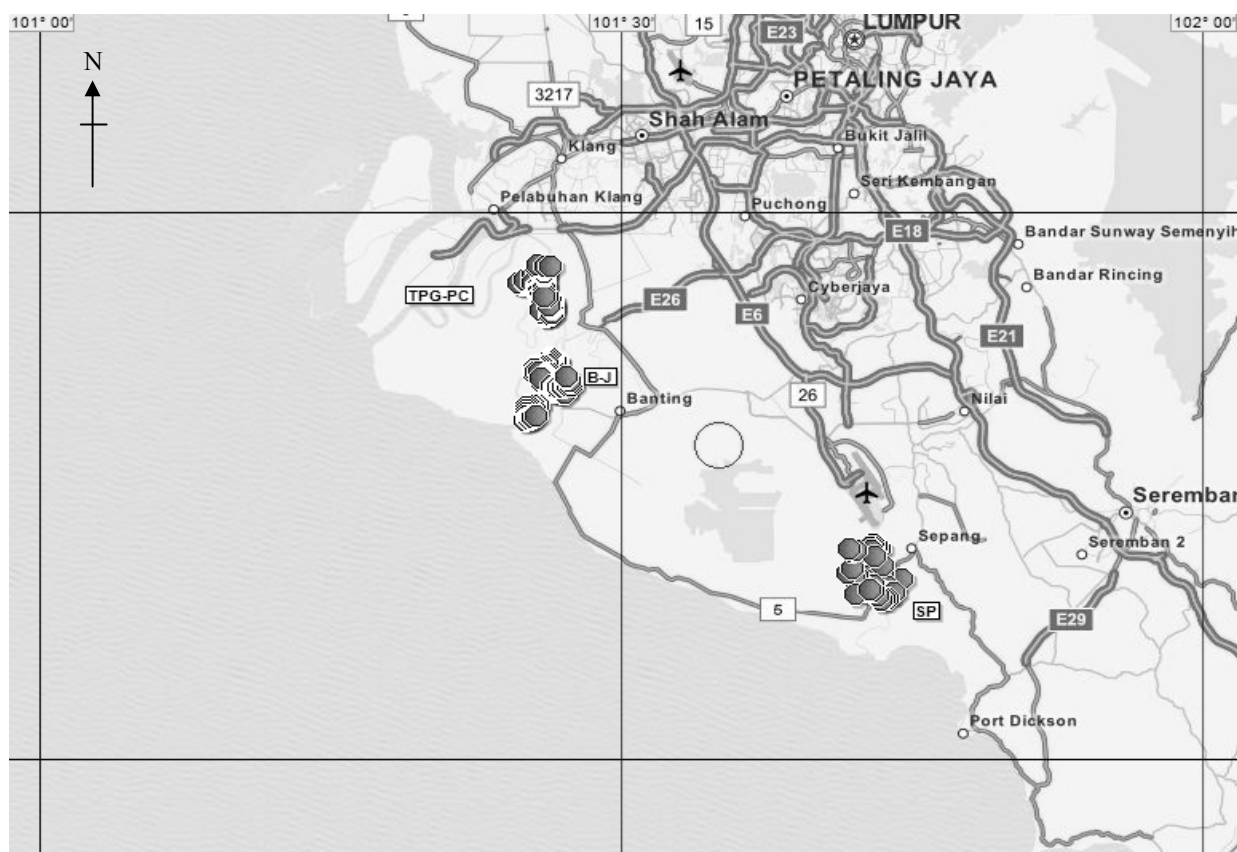 101° 00'
101° 30'
15
E23
LUMPUR
102° 00'
N
PETALING JAYA
3217
Shah Alam
Bukit Jalil
Klang
Seri Kembangan
Pelabuhan Klang
Puchong
E18
Bandar Sunway Semenyih
Bandar Rincing
TPG-PC
E26
Cyberjaya
E6
E21
B-J
Banting
26
Nilai
Seremban
Sepang
Seremban 2
5
SP
E29
Port Dickson